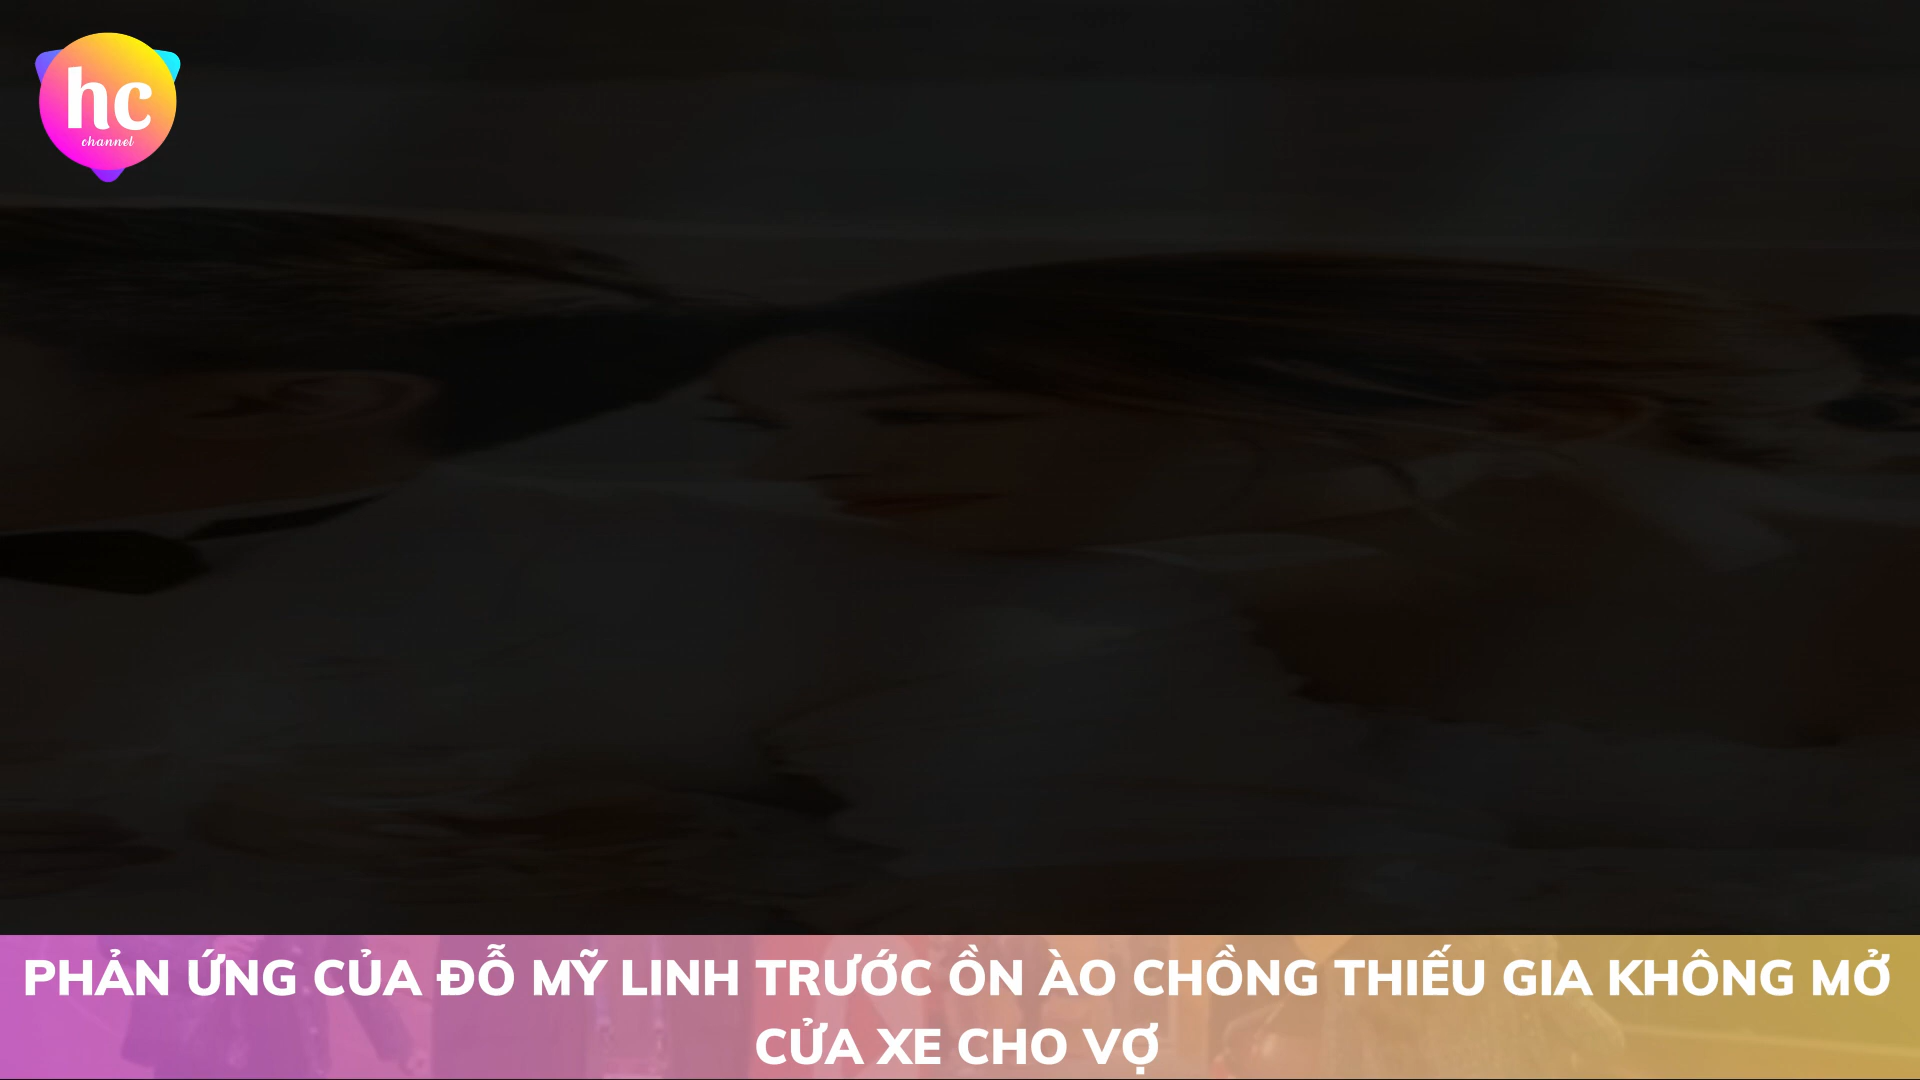 hc
channel
PHẢN ỨNG CỦA ĐỖ MỸ LINH TRƯỚC ỒN ÀO CHỒNG THIẾU GIA KHÔNG MỞ
CỬA XE CHO VỢ